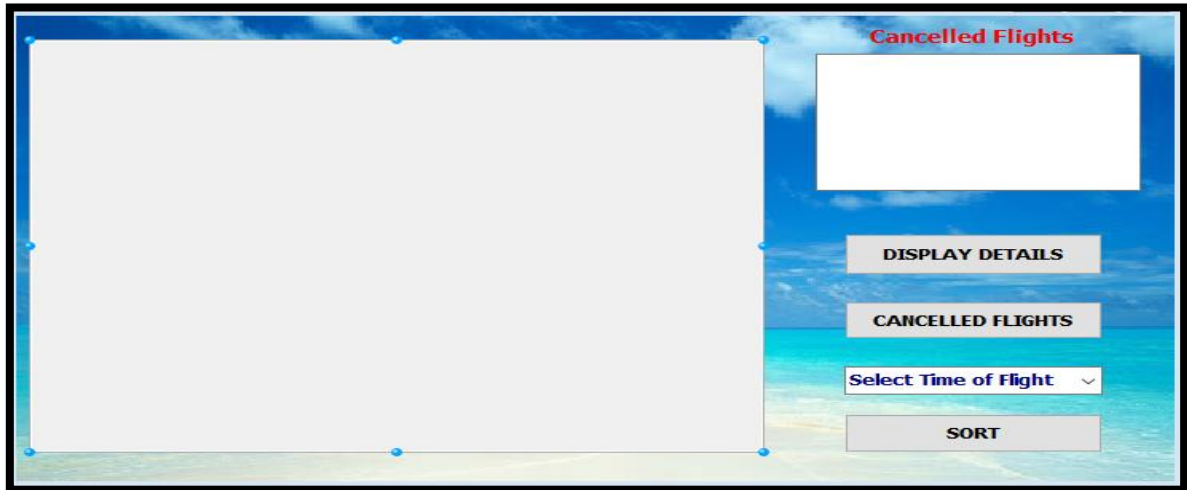 Cancelled Flights
DISPLAY DETAILS
CANCELLED FLIGHTS
Select Time of Flight
SORT